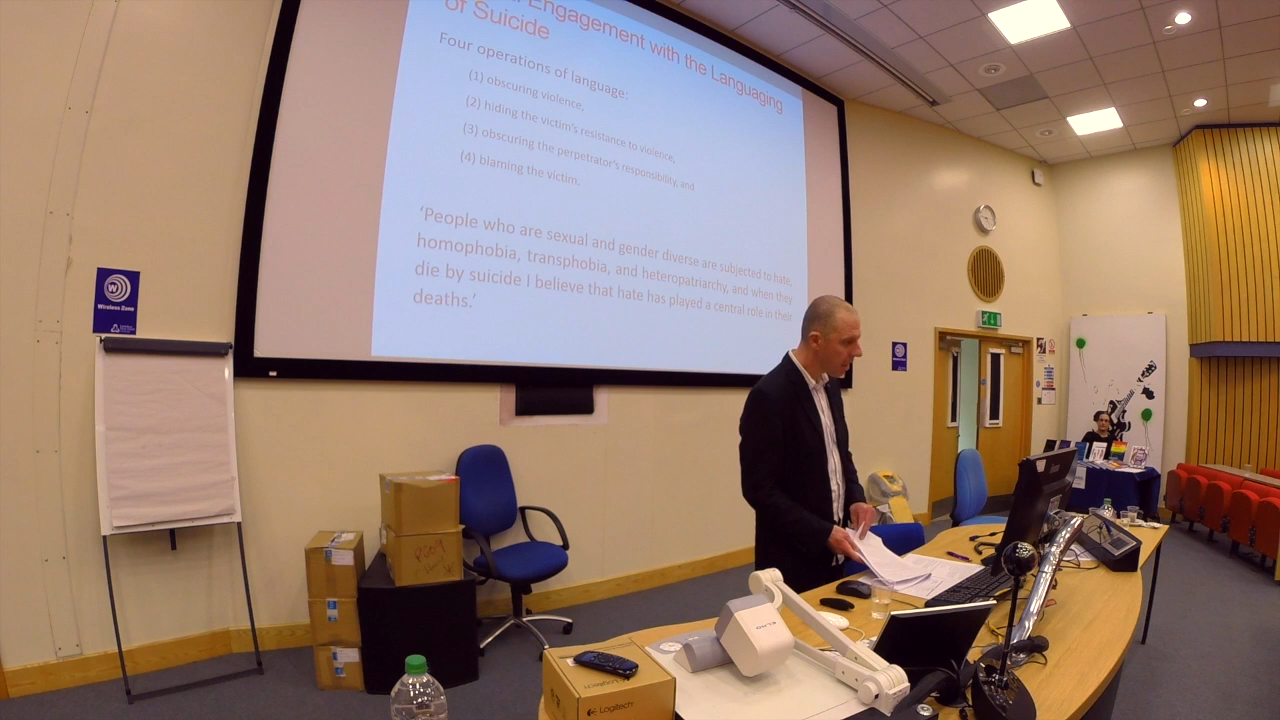 Engagement with the Languaging
of Suicide
Four operations of language:
(1) obscuring violence,
(2) hiding the victim's resistance to violence,
(3) obscuring the perpetrator's responsibility, and
(4) blaming the victim.
'People who are sexual and gender diverse are subjected to hate,
homophobia, transphobia, and heteropatriarchy, and when they
die by suicide I believe that hate has played a central role in their
deaths.'
W
Wireless Zone
ELMO
Logitech